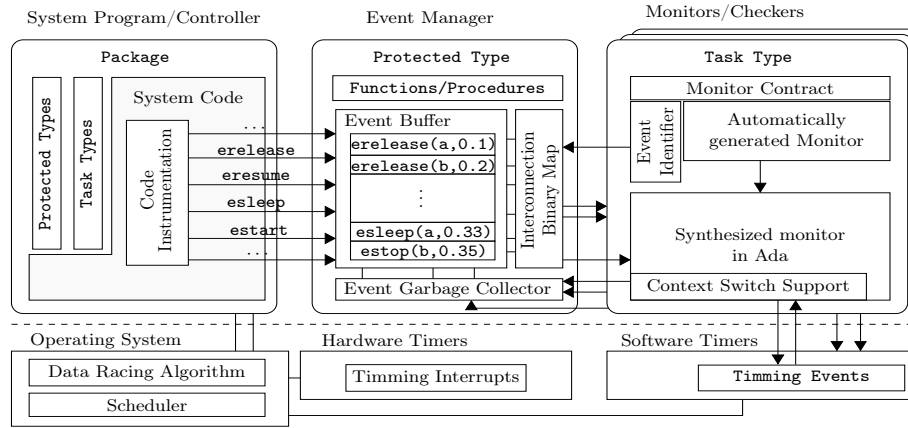 System Program/Controller
Event Manager
Monitors/Checkers
Package
Protected Types
Task Types
System Code
Code
Instrumentation
...
erelease
eresume
esleep
estart
...
Protected Type
Functions/Procedures
Event Buffer
erelease(a,0.1)
erelease(b,0.2)
⋮
esleep(a,0.33)
estop(b,0.35)
Interconnection
Binary Map
Event Garbage Collector
Task Type
Monitor Contract
Event
Identifier
Automatically
generated Monitor
Synthesized monitor
in Ada
Context Switch Support
Operating System
Data Racing Algorithm
Scheduler
Hardware Timers
Timming Interrupts
Software Timers
Timming Events